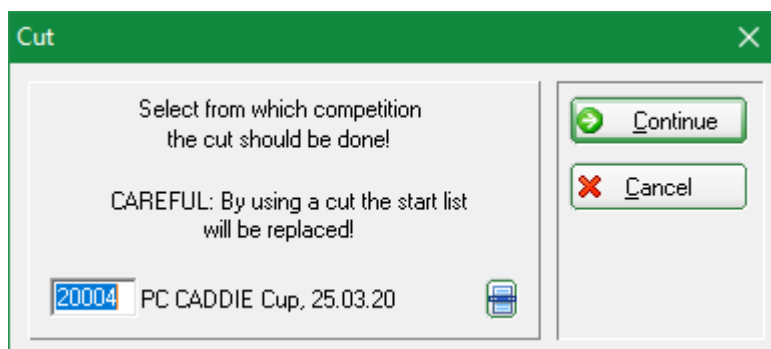 Cut
Select from which competition
the cut should be done!
CAREFUL: By using a cut the start list
will be replaced!
20004 PC CADDIE Cup, 25.03.20
Continue
Cancel